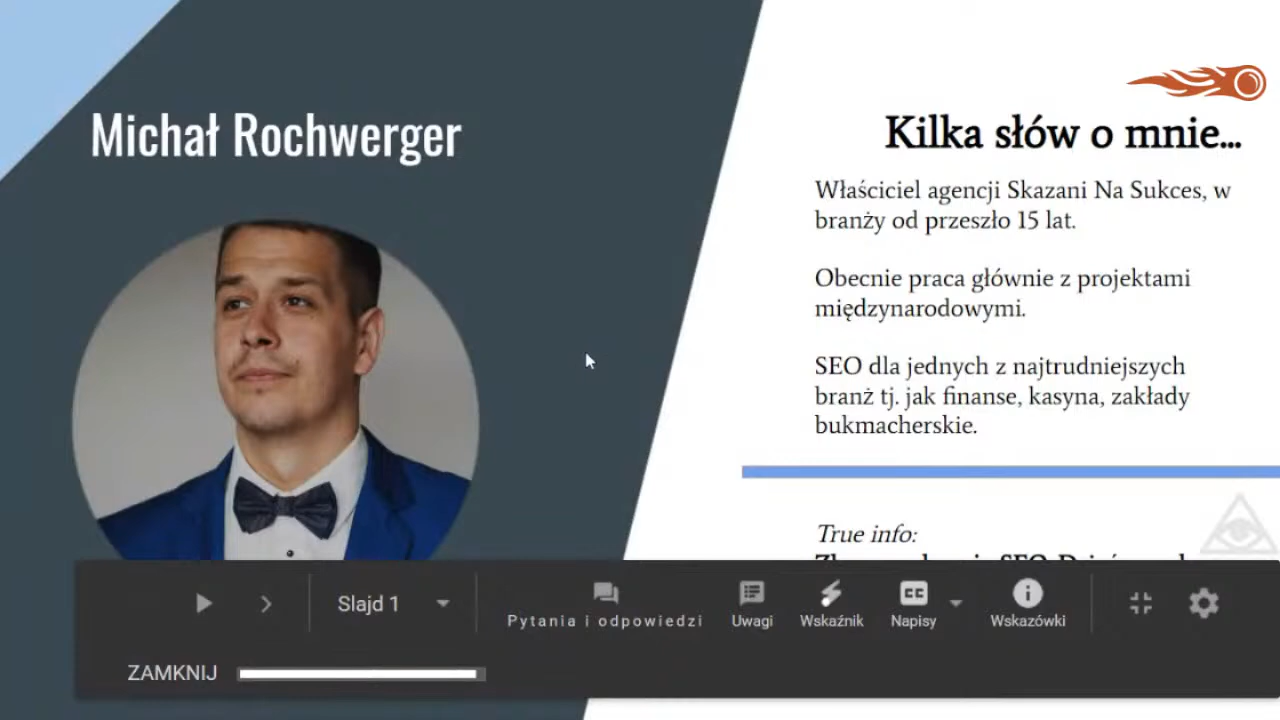 Michał Rochwerger
Kilka słów o mnie...
Właściciel agencji Skazani Na Sukces, w
branży od przeszło 15 lat.
Obecnie praca głównie z projektami
międzynarodowymi.
SEO dla jednych z najtrudniejszych
branż tj. jak finanse, kasyna, zakłady
bukmacherskie.
True info:
Slajd 1
Pytania i odpowiedzi
Uwagi
Wskaźnik
CC
Napisy
Wskazówki
ZAMKNIJ